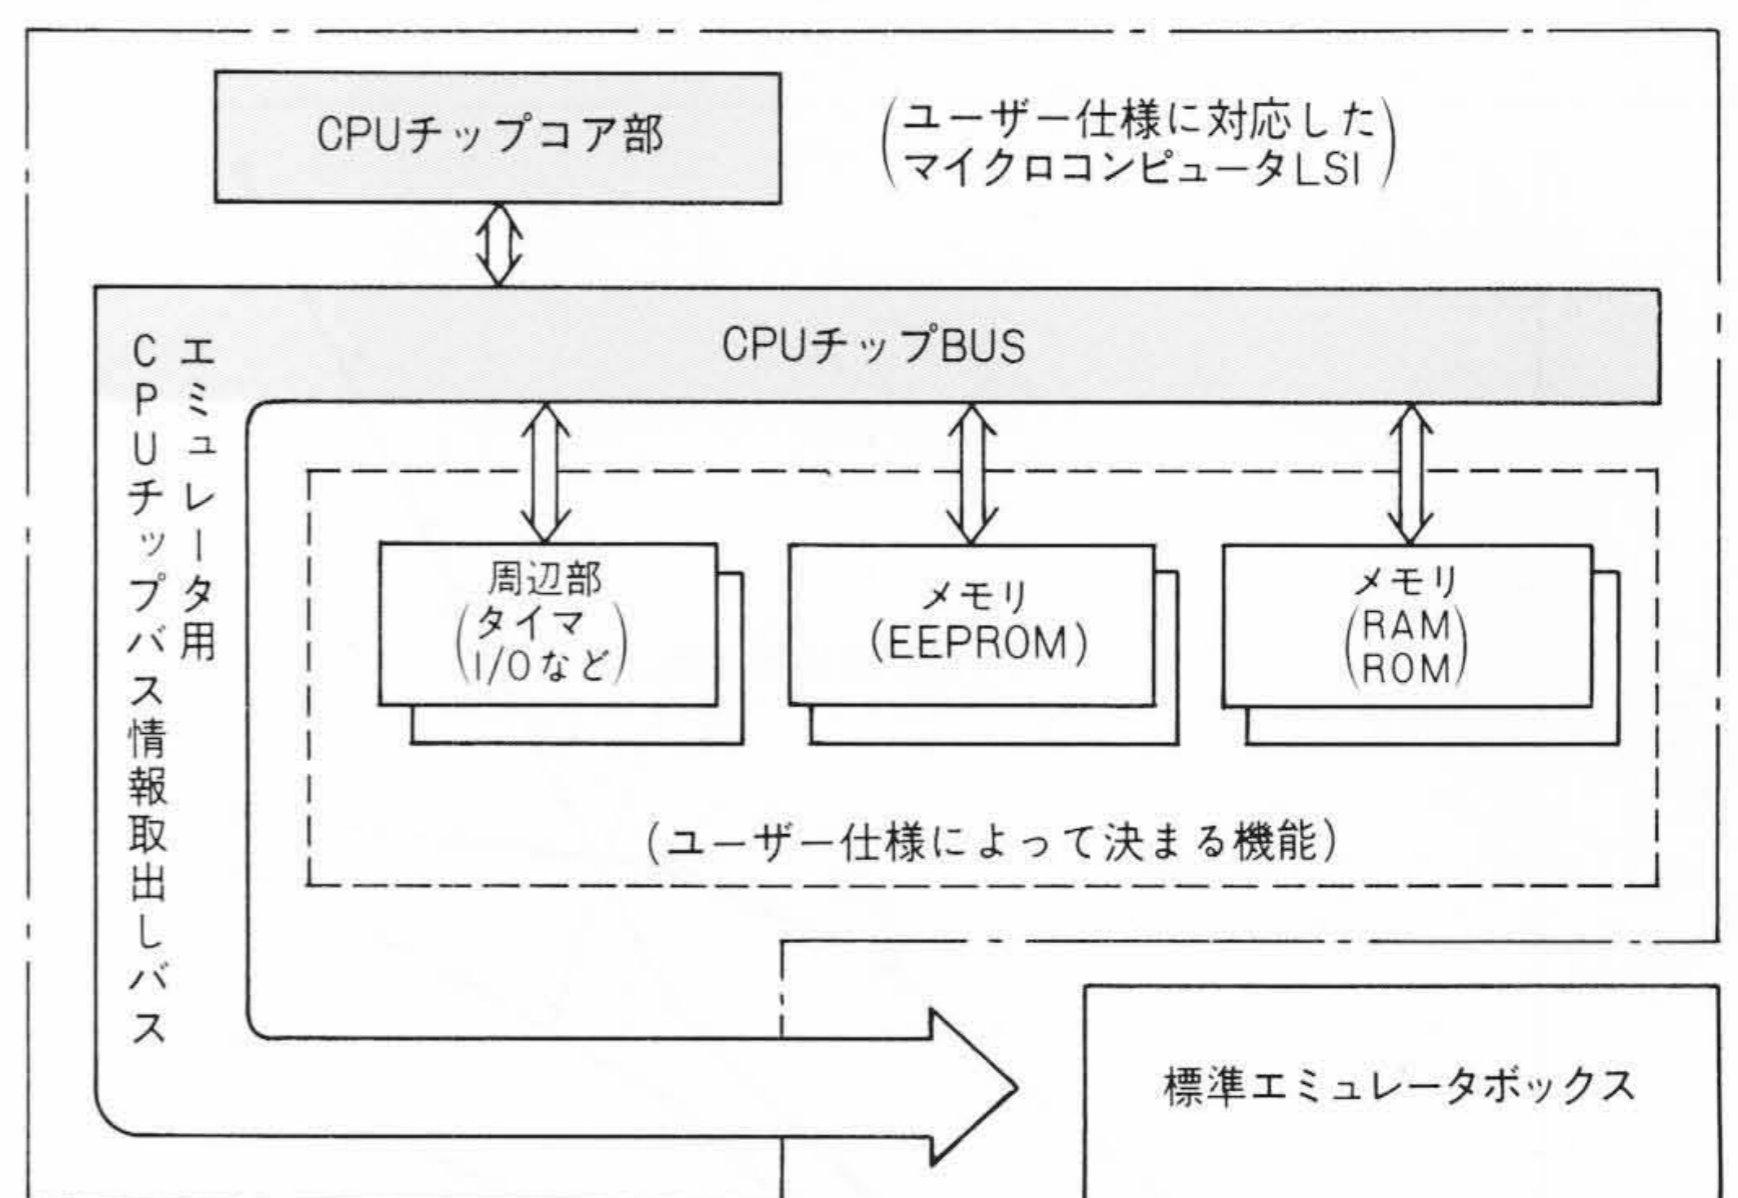 CPUチップコア部
(ユーザー仕様に対応した
マイクロコンピュータLSI)
CPUチップBUS
エミュレータ用
CPUチップバス情報取出しバス
周辺部
(タイマ
I/Oなど)
メモリ
(EEPROM)
メモリ
(RAM
ROM)
(ユーザー仕様によって決まる機能)
標準エミュレータボックス